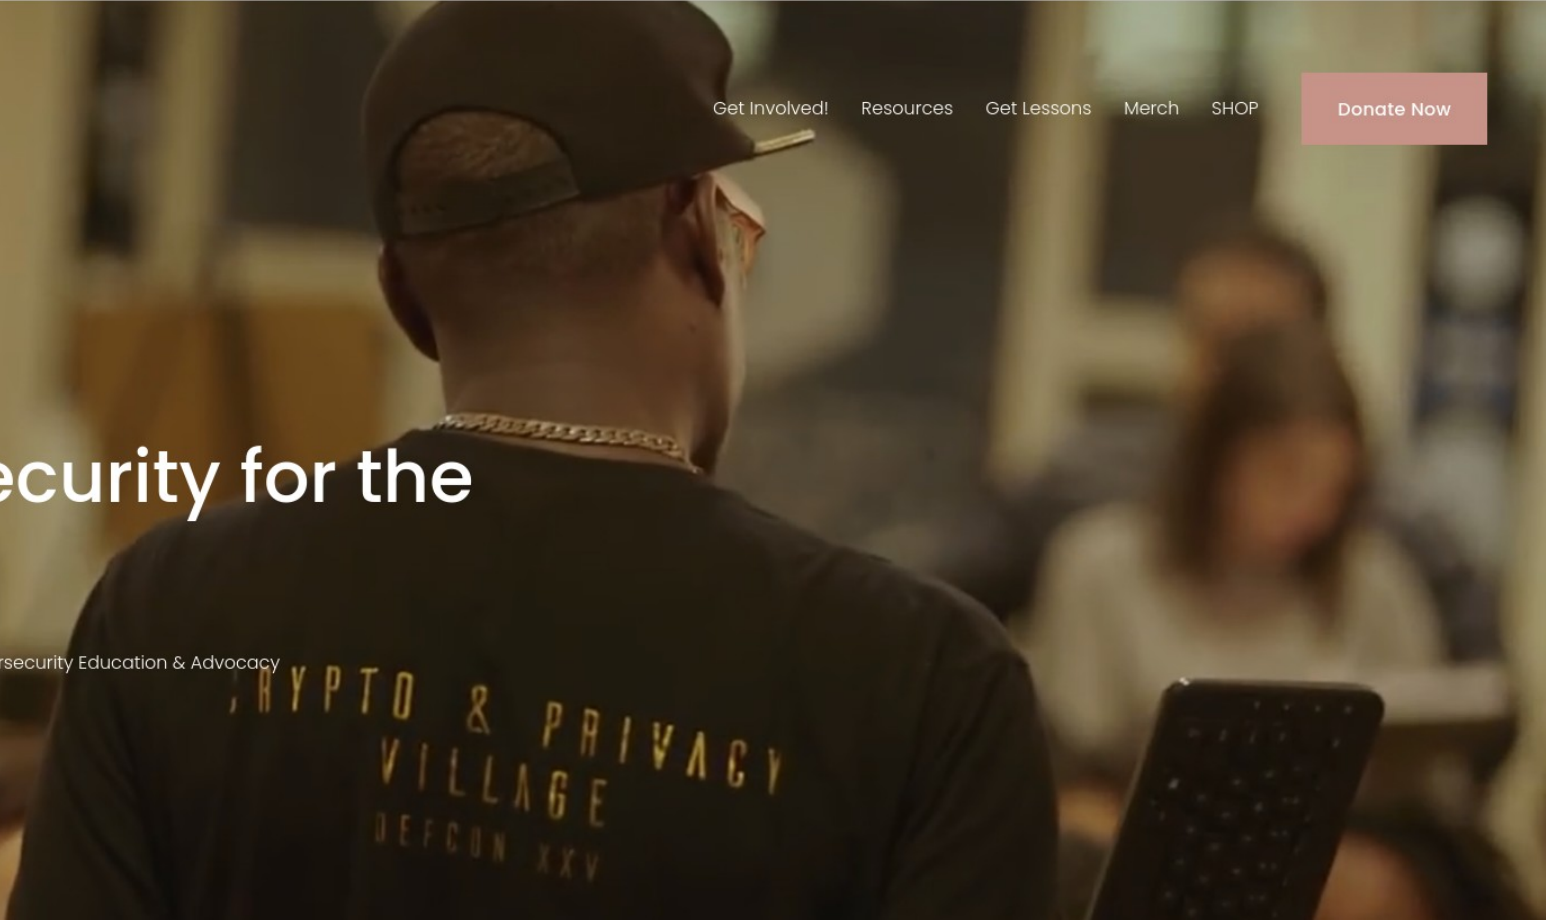 Get Involved! Resources Get Lessons Merch SHOP Donate Now
ecurity for the
rsecurity Education & Advocacy
CRYPTO & PRIVACY
VILLAGE
DEFCON XXV